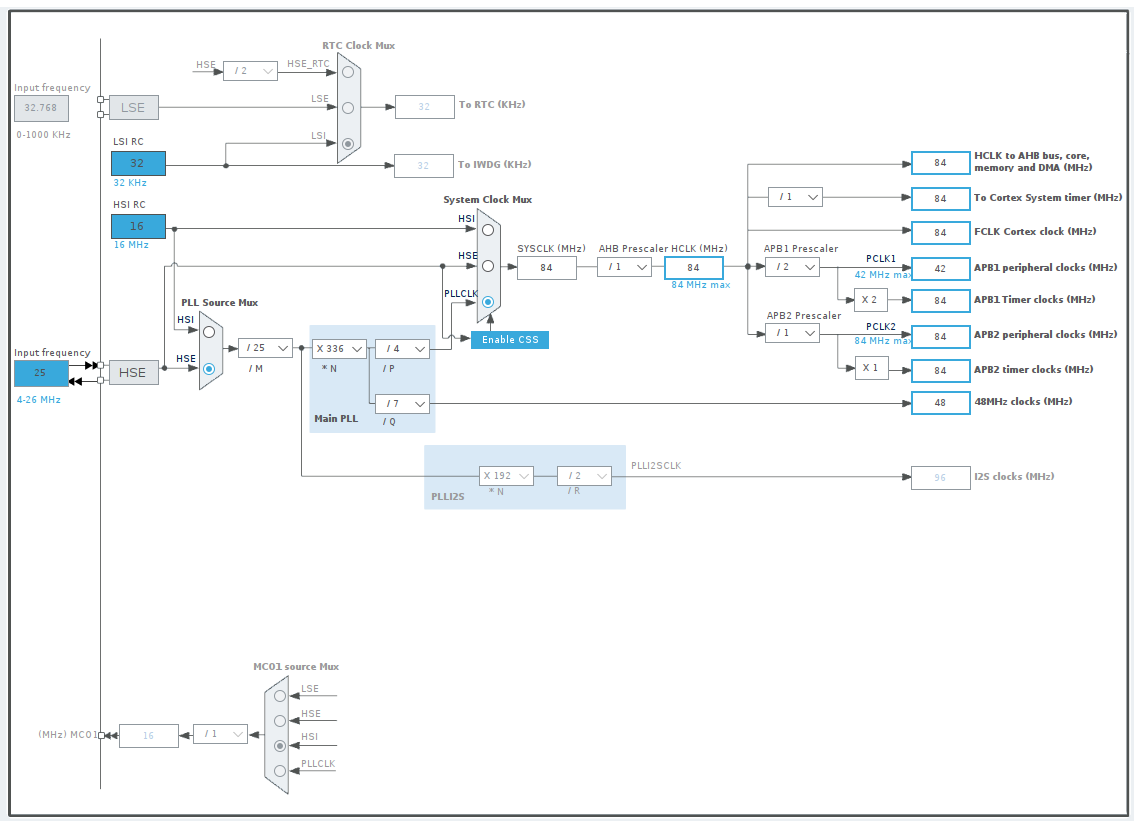 RTC Clock Mux
HSE
/ 2
HSE_RTC
Input frequency
32.768
LSE
LSE
32
To RTC (KHz)
0-1000 KHz
LSI RC
LSI
32
32
To IWDG (KHz)
32 KHz
HSI RC
16
16 MHz
System Clock Mux
HSI
HSE
PLLCLK
SYSCLK (MHz)
84
AHB Prescaler
/ 1
HCLK (MHz)
84
84 MHz max
84
HCLK to AHB bus, core,
memory and DMA (MHz)
/ 1
84
To Cortex System timer (MHz)
84
FCLK Cortex clock (MHz)
APB1 Prescaler
/ 2
PCLK1
42 MHz max
42
APB1 peripheral clocks (MHz)
X 2
84
APB1 Timer clocks (MHz)
APB2 Prescaler
/ 1
PCLK2
84 MHz max
84
APB2 peripheral clocks (MHz)
X 1
84
APB2 timer clocks (MHz)
48
48MHz clocks (MHz)
Enable CSS
PLL Source Mux
HSI
HSE
Input frequency
25
HSE
4-26 MHz
/ 25
/ M
X 336
* N
/ 4
/ P
/ 7
/ Q
Main PLL
X 192
* N
/ 2
/ R
PLLI2S
PLLI2SCLK
96
I2S clocks (MHz)
MCO1 source Mux
LSE
HSE
HSI
PLLCLK
(MHz) MCO1
16
/ 1